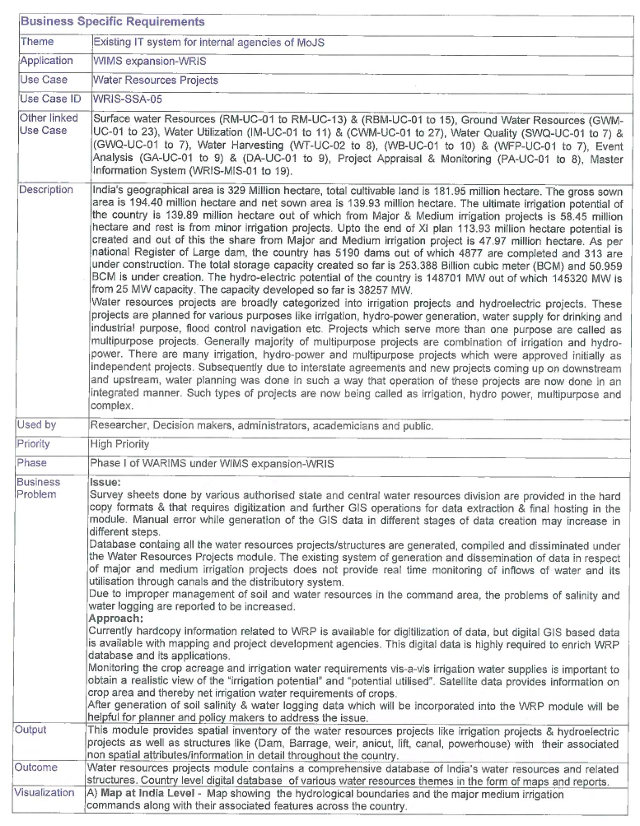 Business Specific Requirements
Theme Existing IT system for internal agencies of MoJS
Application WIMS expansion-WRIS
Use Case Water Resources Projects
Use Case ID WRIS-SSA-05
Other linked Surface water Resources (RM-UC-01 to RM-UC-13) & (RBM-UC-01 to 15), Ground Water Resources (GWM-
Use Case UC-01 to 23), Water Utilization (IM-UC-01 to 11) & (CWM-UC-01 to 27), Water Quality (SWQ-UC-01 to 7) &
(GWQ-UC-01 to 7), Water Harvesting (WT-UC-02 to 8), (WB-UC-01 to 10) & (WFP-UC-01 to 7), Event
Analysis (GA-UC-01 to 9) & (DA-UC-01 to 9), Project Appraisal & Monitoring (PA-UC-01 to 8), Master
Information System (WRIS-MIS-01 to 19).
Description India's geographical area is 329 Million hectare, total cultivable land is 181.95 million hectare. The gross sown
area is 194.40 million hectare and net sown area is 139.93 million hectare. The ultimate irrigation potential of
the country is 139.89 million hectare out of which from Major & Medium irrigation projects is 58.45 million
hectare and rest is from minor irrigation projects. Upto the end of XI plan 113.93 million hectare potential is
created and out of this the share from Major and Medium irrigation project is 47.97 million hectare. As per
national Register of Large dam, the country has 5190 dams out of which 4877 are completed and 313 are
under construction. The total storage capacity created so far is 253.388 Billion cubic meter (BCM) and 50.959
BCM is under creation. The hydro-electric potential of the country is 148701 MW out of which 145320 MW is
from 25 MW capacity. The capacity developed so far is 38257 MW.
Water resources projects are broadly categorized into irrigation projects and hydroelectric projects. These
projects are planned for various purposes like irrigation, hydro-power generation, water supply for drinking and
industrial purpose, flood control navigation etc. Projects which serve more than one purpose are called as
multipurpose projects. Generally majority of multipurpose projects are combination of irrigation and hydro-
power. There are many irrigation, hydro-power and multipurpose projects which were approved initially as
independent projects. Subsequently due to interstate agreements and new projects coming up on downstream
and upstream, water planning was done in such a way that operation of these projects are now done in an
integrated manner. Such types of projects are now being called as irrigation, hydro power, multipurpose and
complex.
Used by Researcher, Decision makers, administrators, academicians and public.
Priority High Priority
Phase Phase I of WARIMS under WIMS expansion-WRIS
Business Issue:
Problem Survey sheets done by various authorised state and central water resources division are provided in the hard
copy formats & that requires digitization and further GIS operations for data extraction & final hosting in the
module. Manual error while generation of the GIS data in different stages of data creation may increase in
different steps.
Database containg all the water resources projects/structures are generated, compiled and dissiminated under
the Water Resources Projects module. The existing system of generation and dissemination of data in respect
of major and medium irrigation projects does not provide real time monitoring of inflows of water and its
utilisation through canals and the distributory system.
Due to improper management of soil and water resources in the command area, the problems of salinity and
water logging are reported to be increased.
Approach:
Currently hardcopy information related to WRP is available for digitilization of data, but digital GIS based data
is available with mapping and project development agencies. This digital data is highly required to enrich WRP
database and its applications.
Monitoring the crop acreage and irrigation water requirements vis-a-vis irrigation water supplies is important to
obtain a realistic view of the "irrigation potential" and "potential utilised". Satellite data provides information on
crop area and thereby net irrigation water requirements of crops.
After generation of soil salinity & water logging data which will be incorporated into the WRP module will be
helpful for planner and policy makers to address the issue.
Output This module provides spatial inventory of the water resources projects like irrigation projects & hydroelectric
projects as well as structures like (Dam, Barrage, weir, anicut, lift, canal, powerhouse) with their associated
non spatial attributes/information in detail throughout the country.
Outcome Water resources projects module contains a comprehensive database of India's water resources and related
structures. Country level digital database of various water resources themes in the form of maps and reports.
Visualization A) Map at India Level - Map showing the hydrological boundaries and the major medium irrigation
commands along with their associated features across the country.